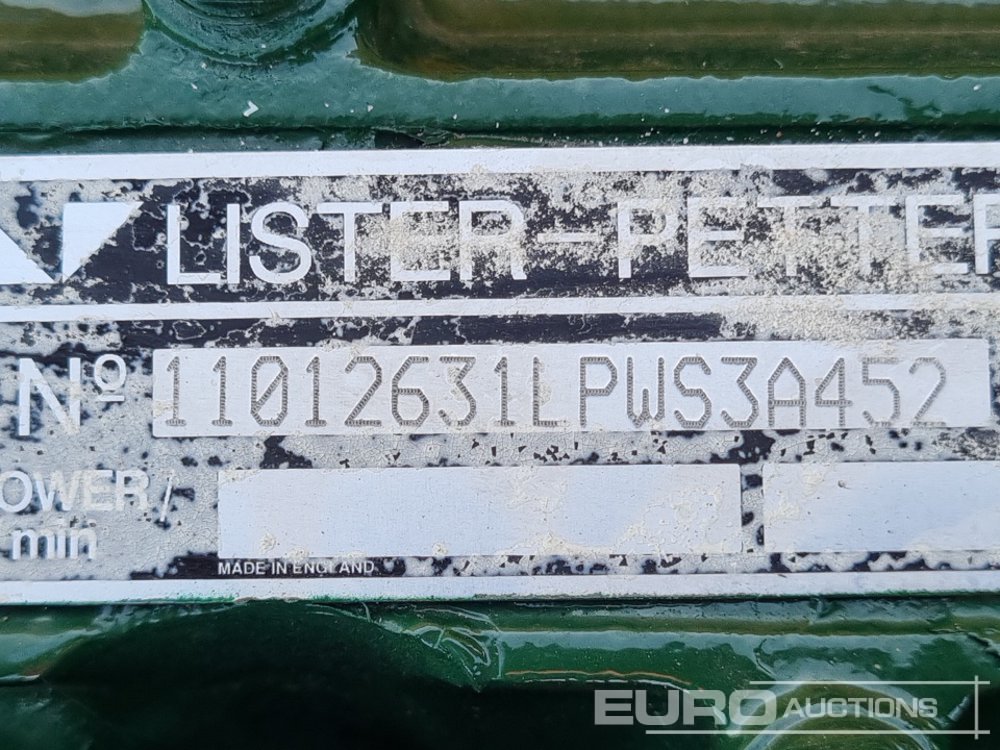 LISTER-PETTER
Nº 11012631LPWS3A452
OWER/
min
MADE IN ENGLAND
EURO AUCTIONS